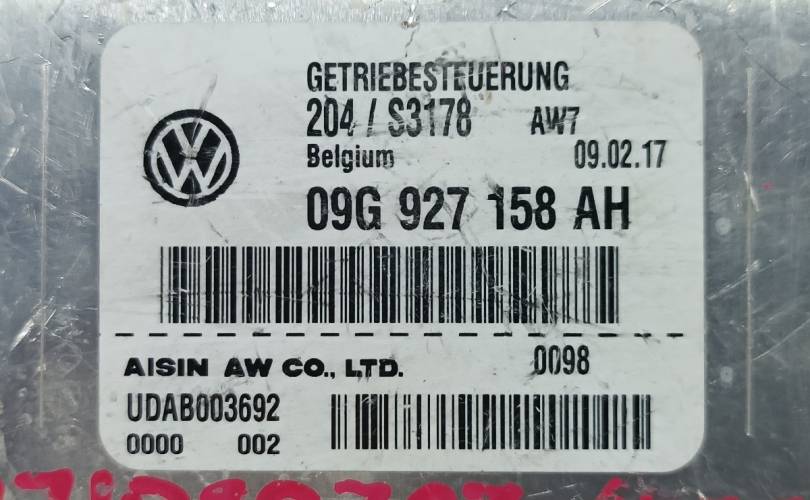 GETRIEBESTEUERUNG
204 / S3178 AW7
Belgium 09.02.17
09G 927 158 AH
AISIN AW CO., LTD. 0098
UDAB003692
0000 002